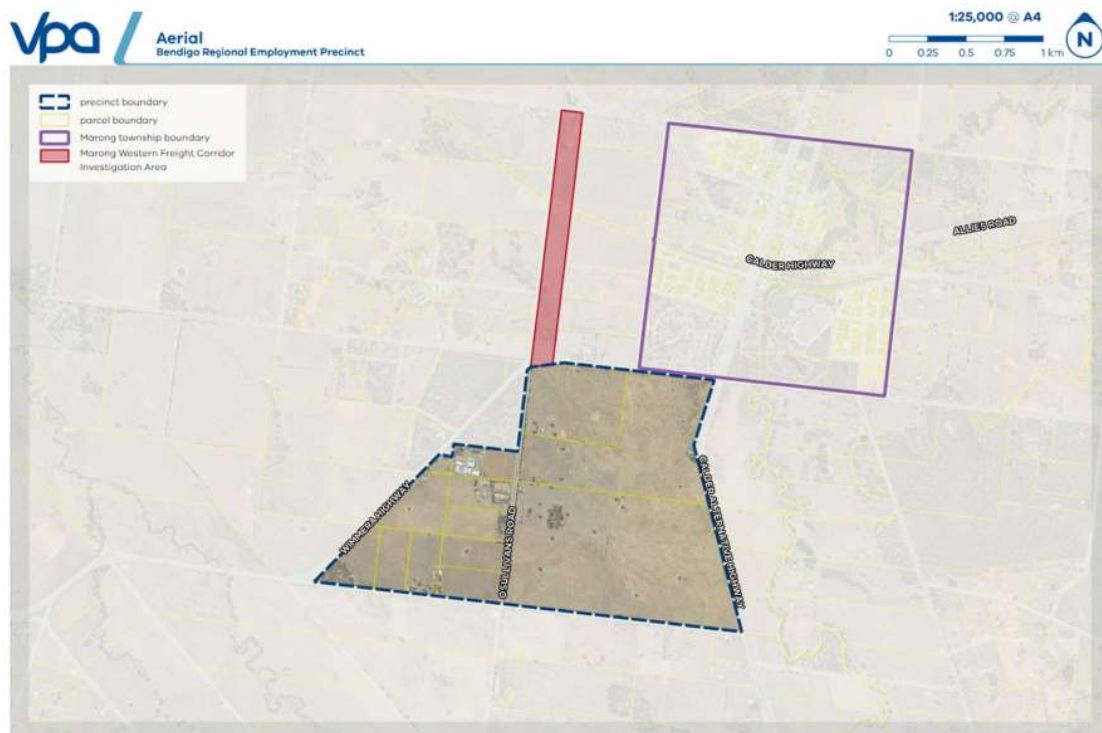 vpa
Aerial
Bendigo Regional Employment Precinct
1:25,000 @ A4
0 0.25 0.5 0.75 1 km
N
precinct boundary
parcel boundary
Marong township boundary
Marong Western Freight Corridor
Investigation Area
ALLIES ROAD
CALDER HIGHWAY
WIMMERA HIGHWAY
OSULLIVANS ROAD
CALDER ALTERNATIVE HIGHWAY